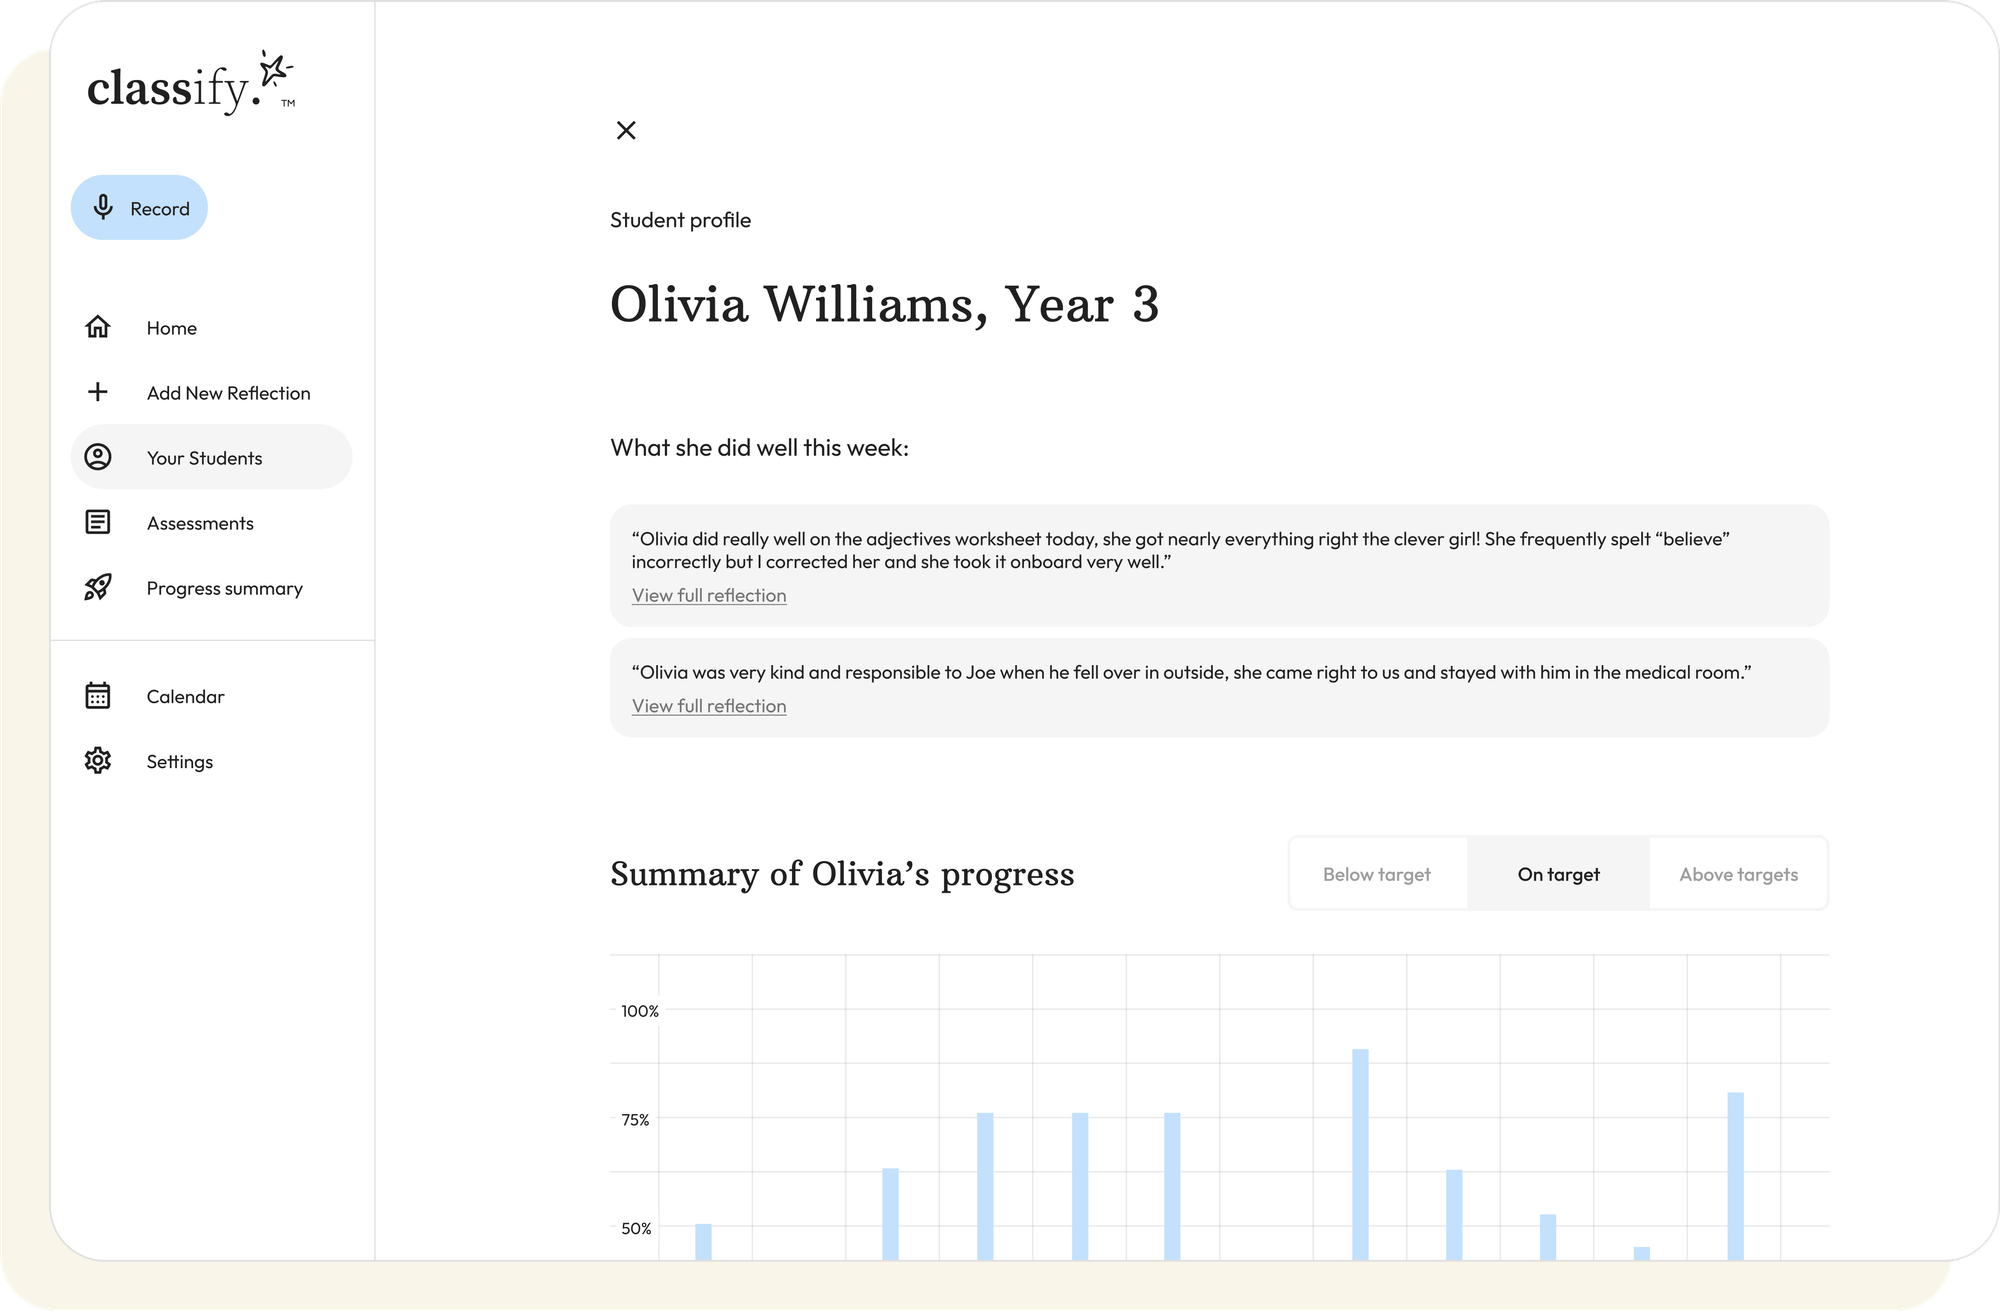 classify.™
Record
Home
Add New Reflection
Your Students
Assessments
Progress summary
Calendar
Settings
Student profile
Olivia Williams, Year 3
What she did well this week:
“Olivia did really well on the adjectives worksheet today, she got nearly everything right the clever girl! She frequently spelt “believe”
incorrectly but I corrected her and she took it onboard very well.”
View full reflection
“Olivia was very kind and responsible to Joe when he fell over in outside, she came right to us and stayed with him in the medical room.”
View full reflection
Summary of Olivia’s progress
Below target
On target
Above targets
100%
75%
50%